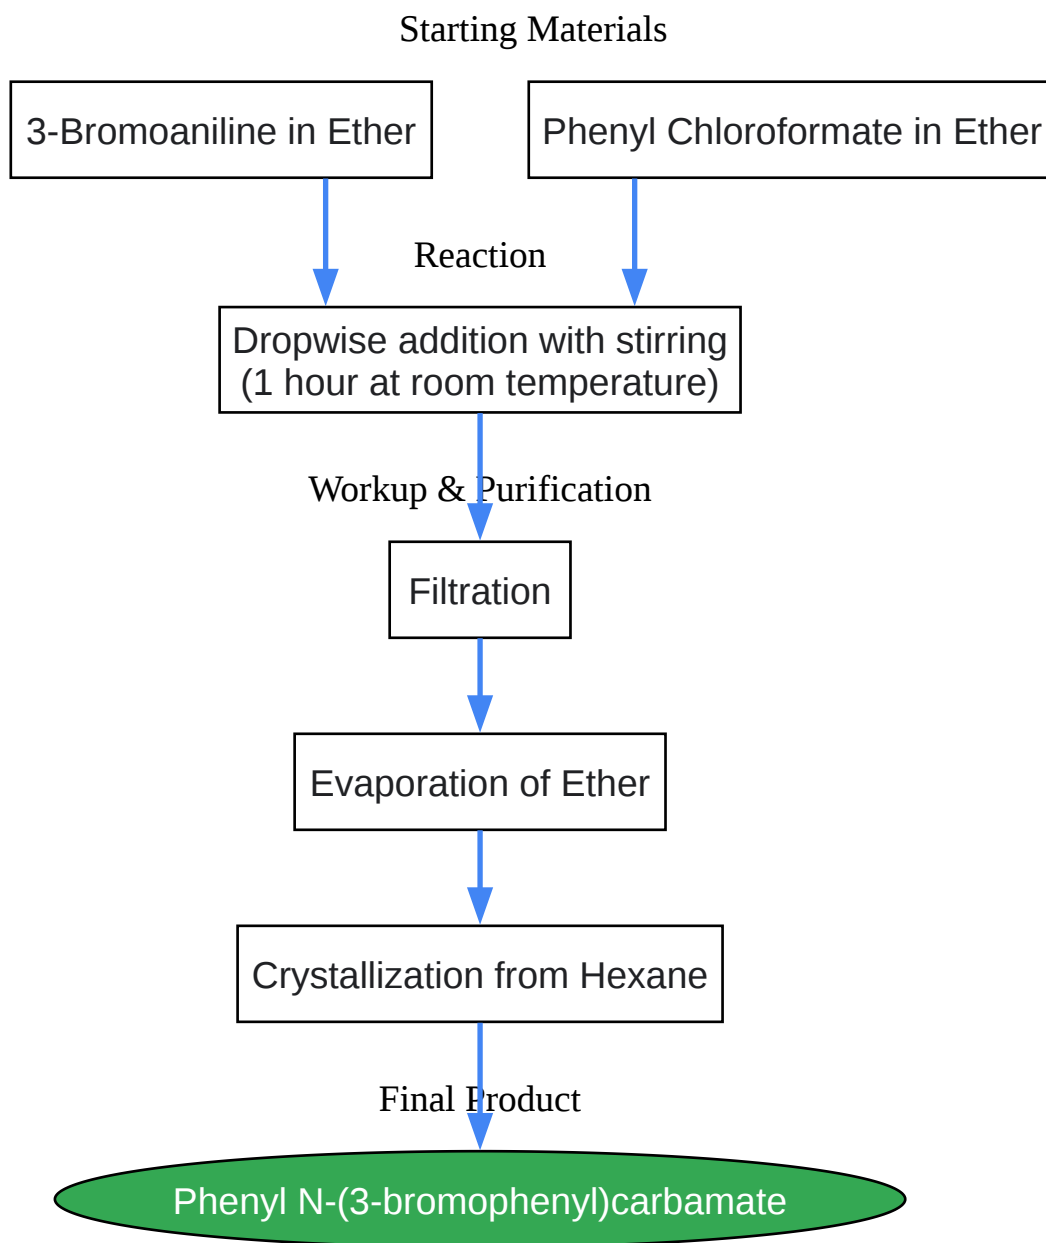 Starting Materials
3-Bromoaniline in Ether
Phenyl Chloroformate in Ether
Reaction
Dropwise addition with stirring
(1 hour at room temperature)
Workup & Purification
Filtration
Evaporation of Ether
Crystallization from Hexane
Final Product
Phenyl N-(3-bromophenyl)carbamate